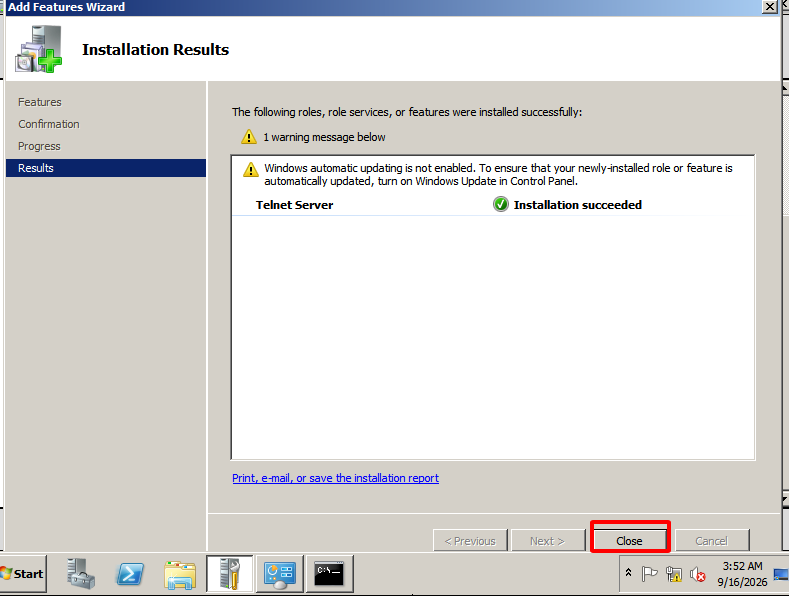 Add Features Wizard
Installation Results
Features
Confirmation
Progress
Results
The following roles, role services, or features were installed successfully:
1 warning message below
Windows automatic updating is not enabled. To ensure that your newly-installed role or feature is
automatically updated, turn on Windows Update in Control Panel.
Telnet Server Installation succeeded
Print, e-mail, or save the installation report
< Previous Next > Close Cancel
Start
C:\_
3:52 AM
9/16/2026